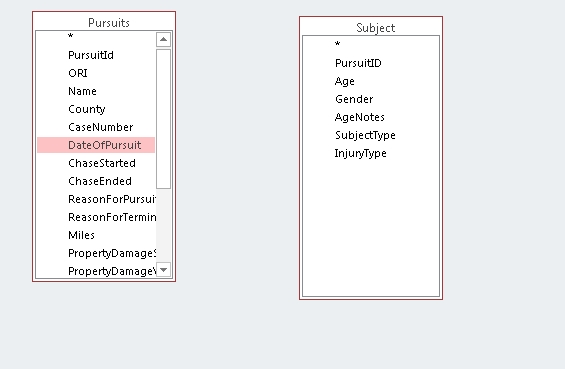 Pursuits
*
PursuitId
ORI
Name
County
CaseNumber
DateOfPursuit
ChaseStarted
ChaseEnded
ReasonForPursui
ReasonForTermin
Miles
PropertyDamageS
PropertyDamageV
Subject
*
PursuitID
Age
Gender
AgeNotes
SubjectType
InjuryType